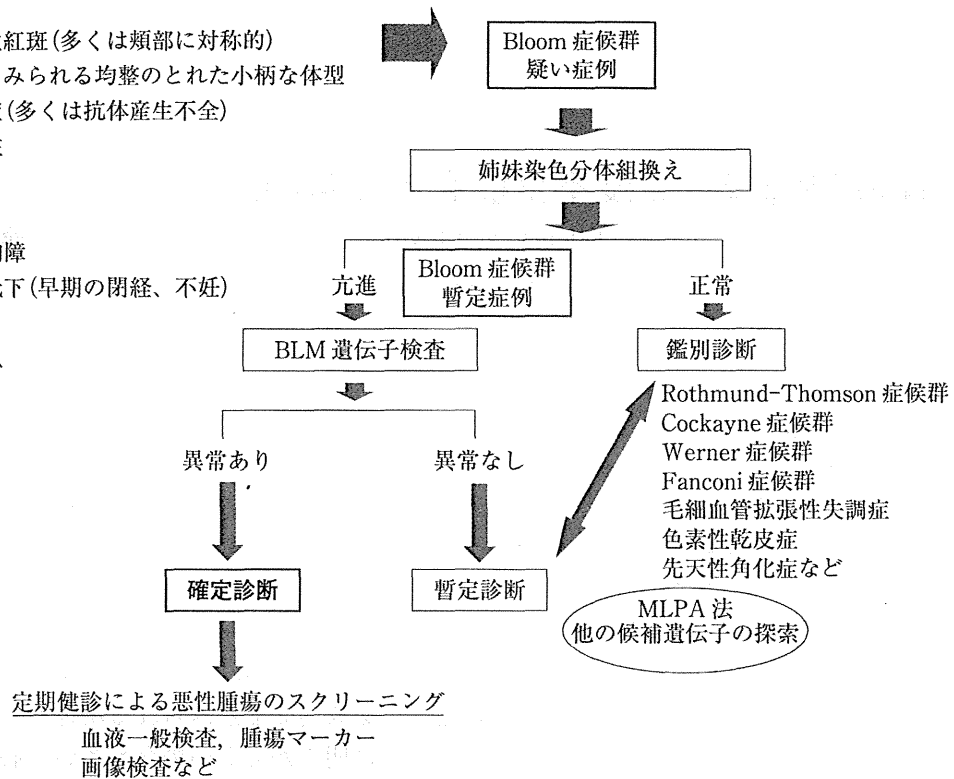 紅斑(多くは頬部に対称的)
みられる均整のとれた小柄な体型
(多くは抗体産生不全)
障
下(早期の閉経、不妊)
Bloom 症候群
疑い症例
姉妹染色分体組換え
亢進
Bloom 症候群
暫定症例
正常
BLM 遺伝子検査
鑑別診断
Rothmund-Thomson 症候群
Cockayne 症候群
Werner 症候群
Fanconi 症候群
毛細血管拡張性失調症
色素性乾皮症
先天性角化症など
異常あり
異常なし
確定診断
暫定診断
MLPA 法
他の候補遺伝子の探索
定期健診による悪性腫瘍のスクリーニング
血液一般検査，腫瘍マーカー
画像検査など